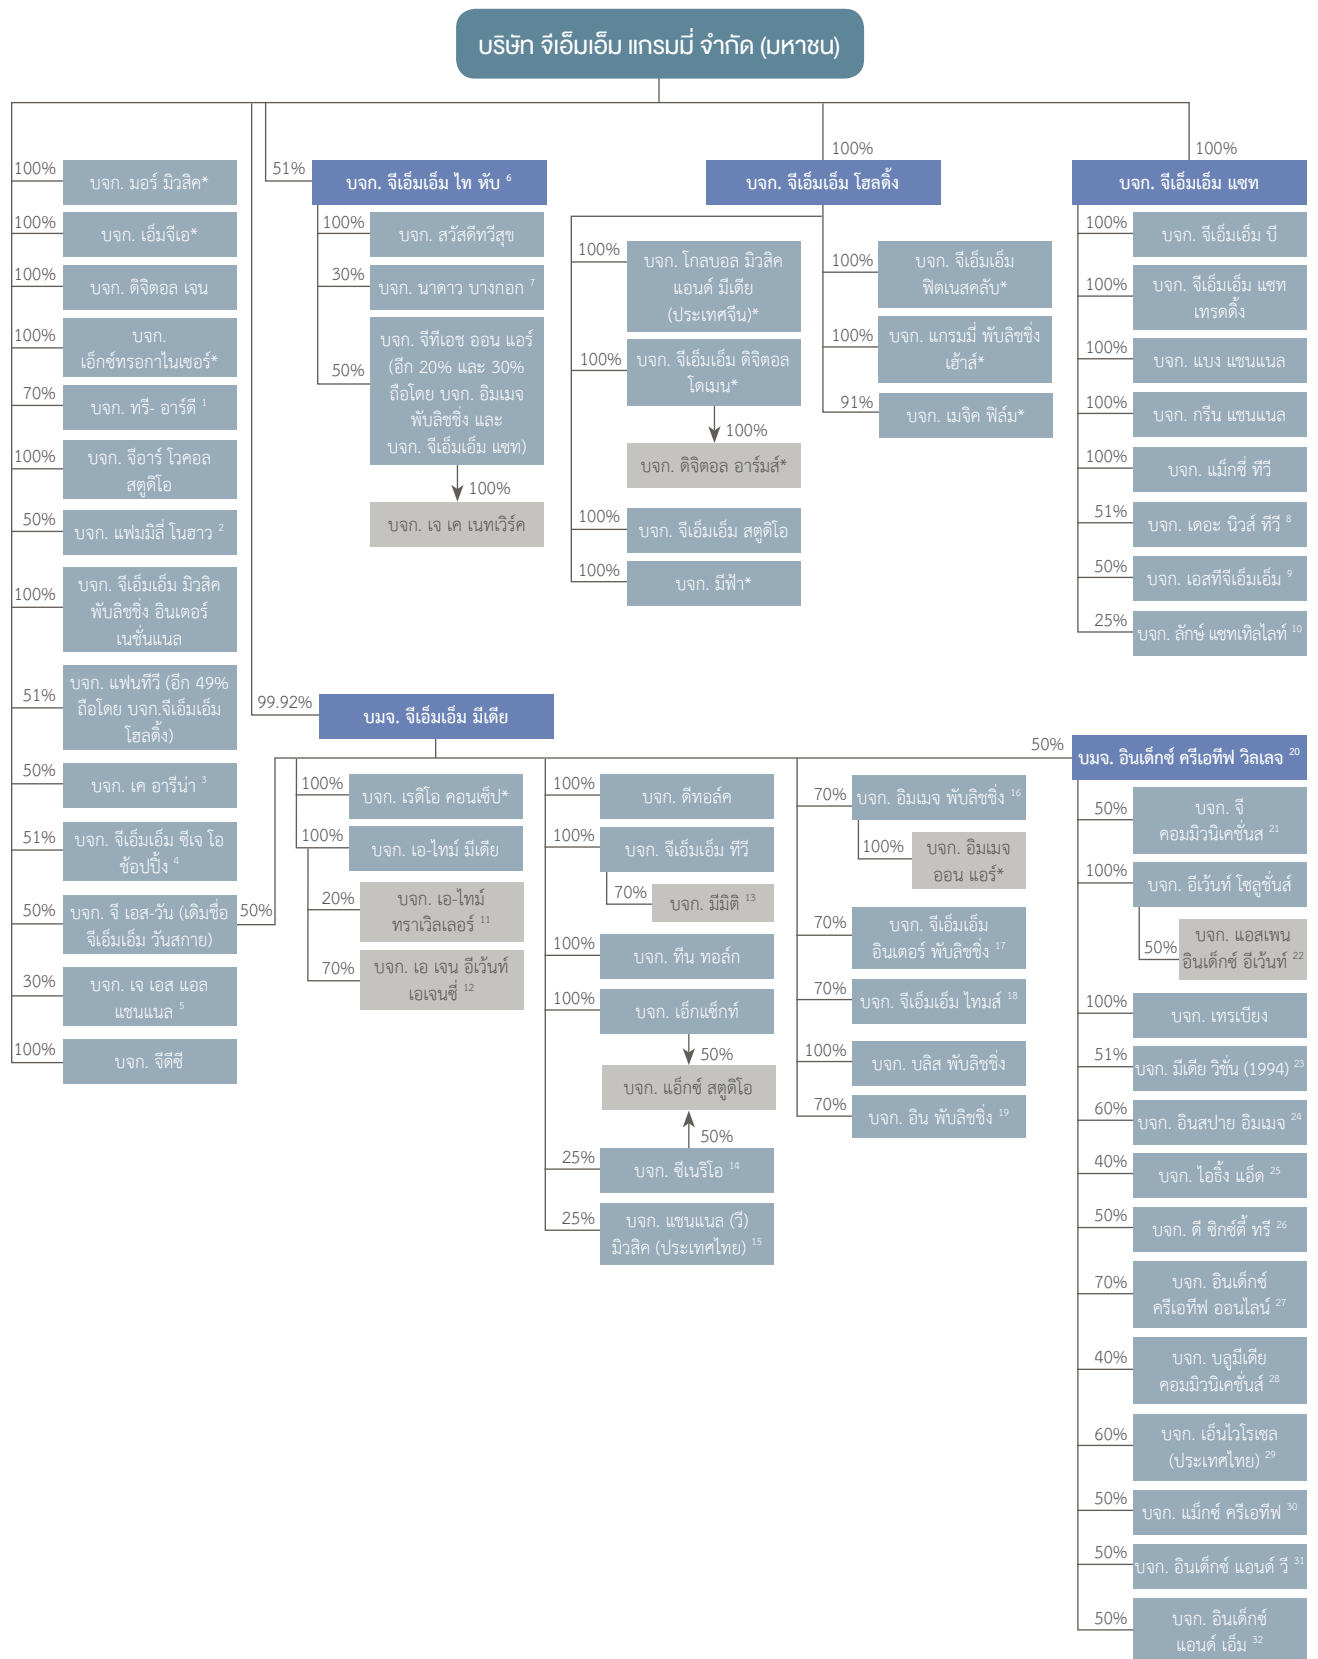 บริษัท จีเอ็มเอ็ม แกรมมี่ จำกัด (มหาชน)
100%
บจก. มอร์ มิวสิค*
100%
บจก. เอ็มจีเอ*
100%
บจก. ดิจิตอล เจน
100%
บจก.
เอ็กซ์ทรอกาไนเซอร์*
70%
บจก. ทรี- อาร์ดี 1
100%
บจก. จีอาร์ โวคอล
สตูดิโอ
50%
บจก. แฟมมิลี่ โนฮาว 2
100%
บจก. จีเอ็มเอ็ม มิวสิค
พับลิชชิ่ง อินเตอร์
เนชั่นแนล
51%
บจก. แฟนทีวี (อีก 49%
ถือโดย บจก.จีเอ็มเอ็ม
โฮลดิ้ง)
50%
บจก. เค อารีน่า 3
51%
บจก. จีเอ็มเอ็ม ซีเจ โอ
ช้อปปิ้ง 4
50%
บจก. จี เอส-วัน (เดิมชื่อ
จีเอ็มเอ็ม วันสกาย)
50%
30%
บจก. เจ เอส แอล
แชนแนล 5
100%
บจก. จีดีซี
51%
บจก. จีเอ็มเอ็ม ไท หับ 6
100%
บจก. สวัสดีทวีสุข
30%
บจก. นาดาว บางกอก 7
50%
บจก. จีทีเอช ออน แอร์
(อีก 20% และ 30%
ถือโดย บจก. อิมเมจ
พับลิชชิ่ง และ
บจก. จีเอ็มเอ็ม แซท)
100%
บจก. เจ เค เนทเวิร์ค
100%
บจก. จีเอ็มเอ็ม โฮลดิ้ง
100%
บจก. โกลบอล มิวสิค
แอนด์ มีเดีย
(ประเทศจีน)*
100%
บจก. จีเอ็มเอ็ม ดิจิตอล
โดเมน*
100%
บจก. ดิจิตอล อาร์มส์*
100%
บจก. จีเอ็มเอ็ม สตูดิโอ
100%
บจก. มีฟ้า*
100%
บจก. จีเอ็มเอ็ม
ฟิตเนสคลับ*
100%
บจก. แกรมมี่ พับลิชชิ่ง
เฮ้าส์*
91%
บจก. เมจิค ฟิล์ม*
100%
บจก. จีเอ็มเอ็ม แซท
100%
บจก. จีเอ็มเอ็ม บี
100%
บจก. จีเอ็มเอ็ม แซท
เทรดดิ้ง
100%
บจก. แบง แชนแนล
100%
บจก. กรีน แชนแนล
100%
บจก. แม็กซี่ ทีวี
51%
บจก. เดอะ นิวส์ ทีวี 8
50%
บจก. เอสทีจีเอ็มเอ็ม 9
25%
บจก. ลักษ์ แซทเทิลไลท์ 10
99.92%
บมจ. จีเอ็มเอ็ม มีเดีย
100%
บจก. เรดิโอ คอนเซ็ป*
100%
บจก. เอ-ไทม์ มีเดีย
20%
บจก. เอ-ไทม์
ทราเวิลเลอร์ 11
70%
บจก. เอ เจน อีเว้นท์
เอเจนซี่ 12
100%
บจก. ดีทอล์ค
100%
บจก. จีเอ็มเอ็ม ทีวี
70%
บจก. มีมิติ 13
100%
บจก. ทีน ทอล์ก
100%
บจก. เอ็กแซ็กท์
50%
บจก. แอ็กซ์ สตูดิโอ
50%
25%
บจก. ซีเนริโอ 14
25%
บจก. แชนแนล (วี)
มิวสิค (ประเทศไทย) 15
70%
บจก. อิมเมจ พับลิชชิ่ง 16
100%
บจก. อิมเมจ
ออน แอร์*
70%
บจก. จีเอ็มเอ็ม
อินเตอร์ พับลิชชิ่ง 17
70%
บจก. จีเอ็มเอ็ม ไทมส์ 18
100%
บจก. บลิส พับลิชชิ่ง
70%
บจก. อิน พับลิชชิ่ง 19
50%
บมจ. อินเด็กซ์ ครีเอทีฟ วิลเลจ 20
50%
บจก. จี
คอมมิวนิเคชั่นส 21
100%
บจก. อีเว้นท์ โซลูชั่นส์
50%
บจก. แอสเพน
อินเด็กซ์ อีเว้นท์ 22
100%
บจก. เทรเบียง
51%
บจก. มีเดีย วิชั่น (1994) 23
60%
บจก. อินสปาย อิมเมจ 24
40%
บจก. ไอธิ้ง แอ็ด 25
50%
บจก. ดี ซิกซ์ตี้ ทรี 26
70%
บจก. อินเด็กซ์
ครีเอทีฟ ออนไลน์ 27
40%
บจก. บลูมีเดีย
คอมมิวนิเคชั่นส์ 28
60%
บจก. เอ็นไวโรเซล
(ประเทศไทย) 29
50%
บจก. แม็กซ์ ครีเอทีฟ 30
50%
บจก. อินเด็กซ์ แอนด์ วี 31
50%
บจก. อินเด็กซ์
แอนด์ เอ็ม 32